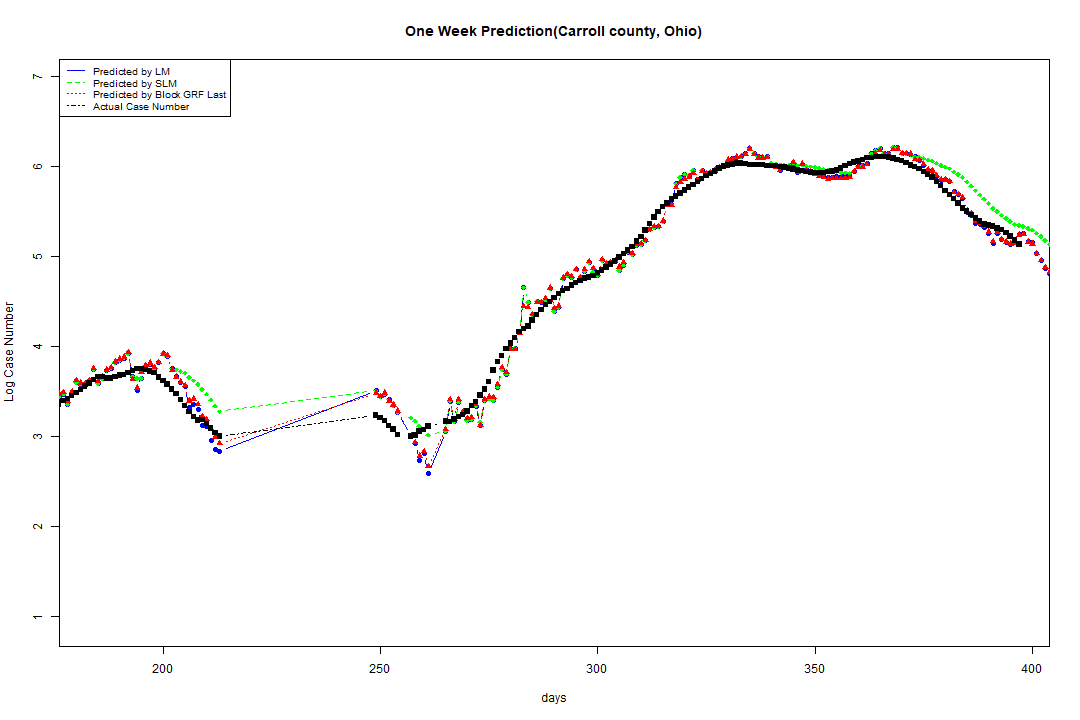 One Week Prediction(Carroll county, Ohio)
Predicted by LM
Predicted by SLM
Predicted by Block GRF Last
Actual Case Number
7
6
5
4
3
2
1
Log Case Number
200
250
300
350
400
days